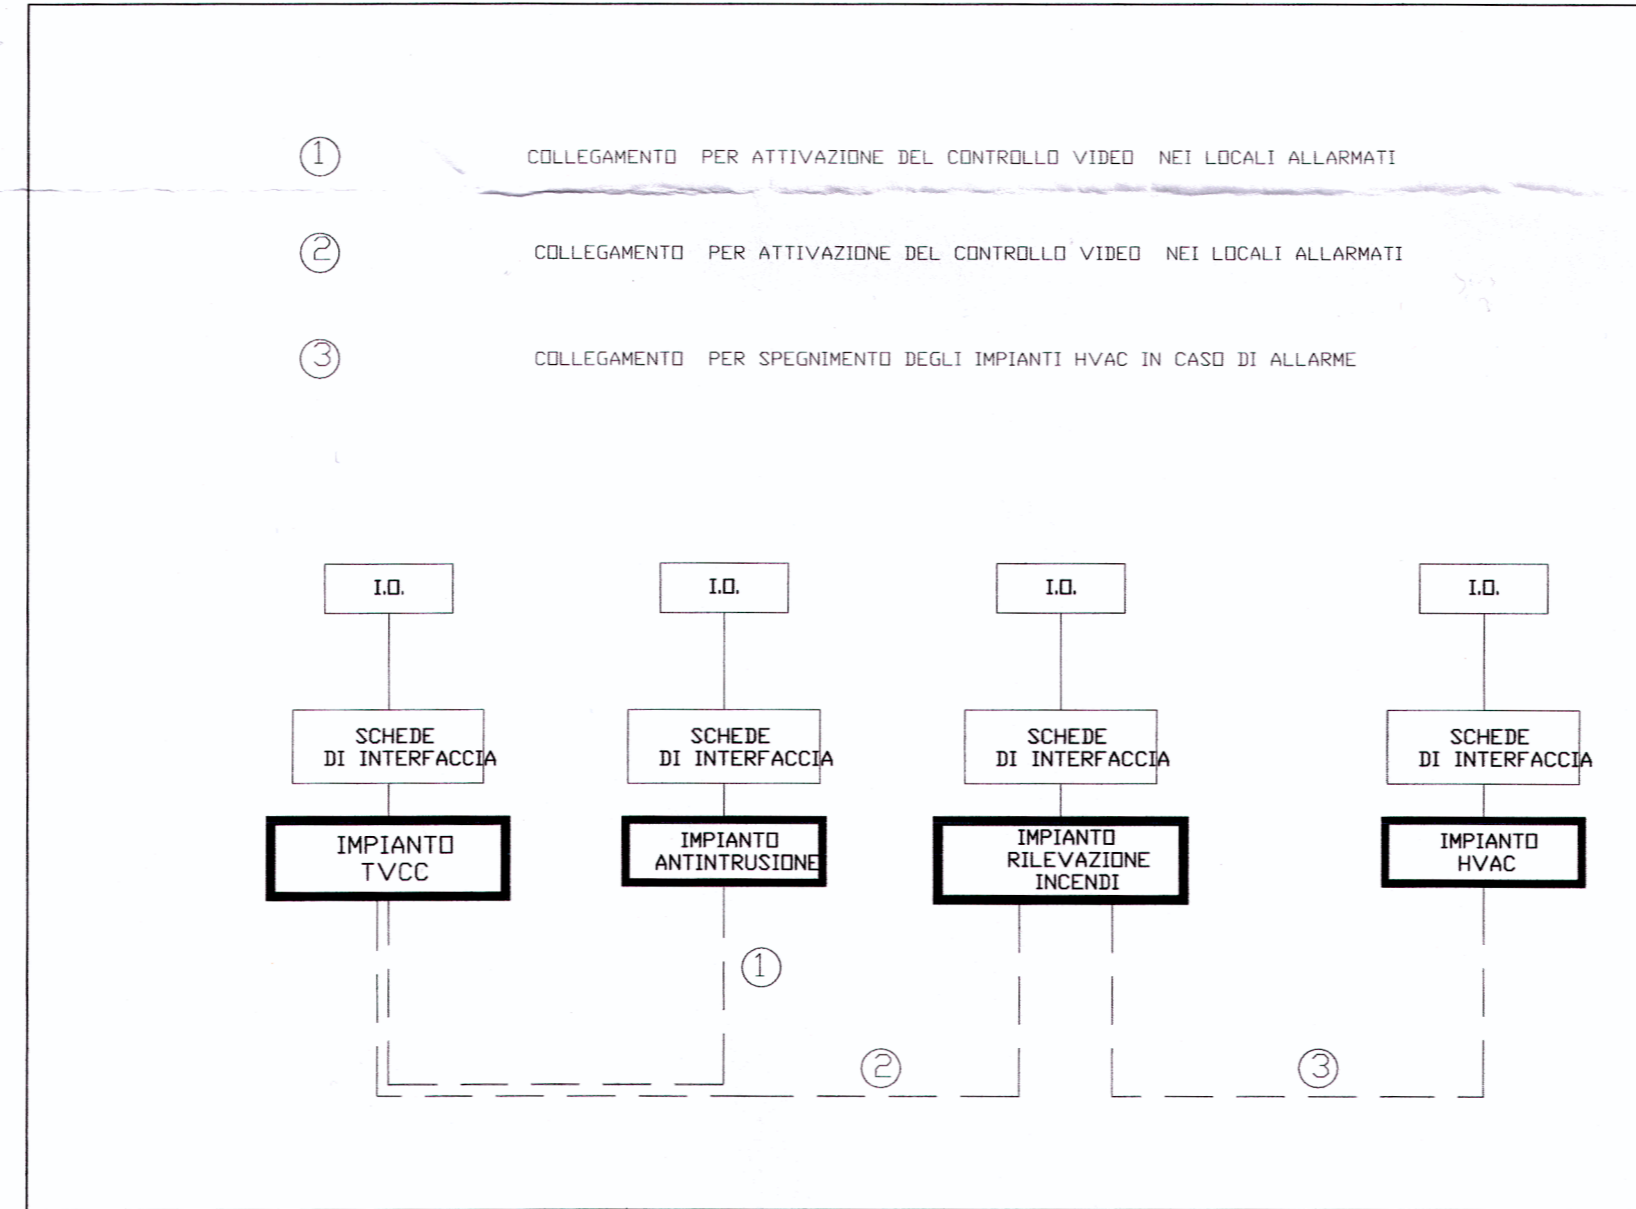 1 COLLEGAMENTO PER ATTIVAZIONE DEL CONTROLLO VIDEO NEI LOCALI ALLARMATI
2 COLLEGAMENTO PER ATTIVAZIONE DEL CONTROLLO VIDEO NEI LOCALI ALLARMATI
3 COLLEGAMENTO PER SPEGNIMENTO DEGLI IMPIANTI HVAC IN CASO DI ALLARME
I.O.
I.O.
I.O.
I.O.
SCHEDE
DI INTERFACCIA
SCHEDE
DI INTERFACCIA
SCHEDE
DI INTERFACCIA
SCHEDE
DI INTERFACCIA
IMPIANTO
TVCC
IMPIANTO
ANTINTRUSIONE
IMPIANTO
RILEVAZIONE
INCENDI
IMPIANTO
HVAC
1
2
3